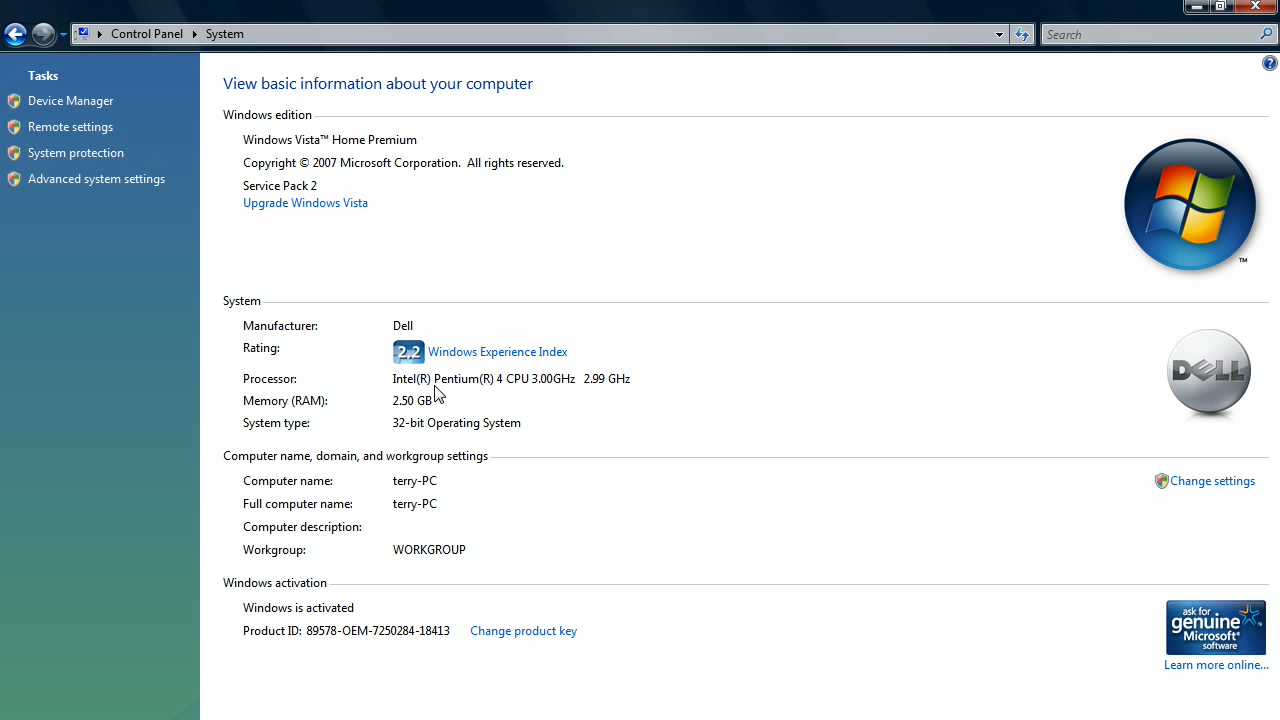 Control Panel System
Search
Tasks
Device Manager
Remote settings
System protection
Advanced system settings
View basic information about your computer
Windows edition
Windows Vista™ Home Premium
Copyright © 2007 Microsoft Corporation. All rights reserved.
Service Pack 2
Upgrade Windows Vista
TM
System
Manufacturer: Dell
Rating: 2.2 Windows Experience Index
Processor: Intel(R) Pentium(R) 4 CPU 3.00GHz 2.99 GHz
Memory (RAM): 2.50 GB
System type: 32-bit Operating System
DELL
Computer name, domain, and workgroup settings
Computer name: terry-PC
Change settings
Full computer name: terry-PC
Computer description:
Workgroup: WORKGROUP
Windows activation
Windows is activated
Product ID: 89578-OEM-7250284-18413 Change product key
ask for
genuine
Microsoft®
software
Learn more online...